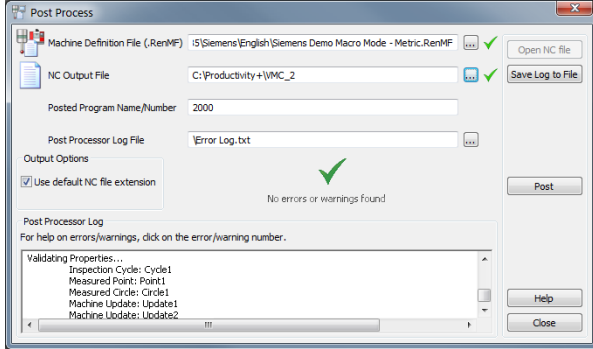 Post Process
Machine Definition File (.RenMF)
35\Siemens\English\Siemens Demo Macro Mode - Metric.RenMF
...
Open NC file
NC Output File
C:\Productivity+\VMC_2
...
Save Log to File
Posted Program Name/Number
2000
Post Processor Log File
\Error Log.txt
...
Output Options
Use default NC file extension
No errors or warnings found
Post
Post Processor Log
For help on errors/warnings, click on the error/warning number.
Validating Properties...
Inspection Cycle: Cycle1
Measured Point: Point1
Measured Circle: Circle1
Machine Update: Update1
Machine Update: Update2
Help
Close